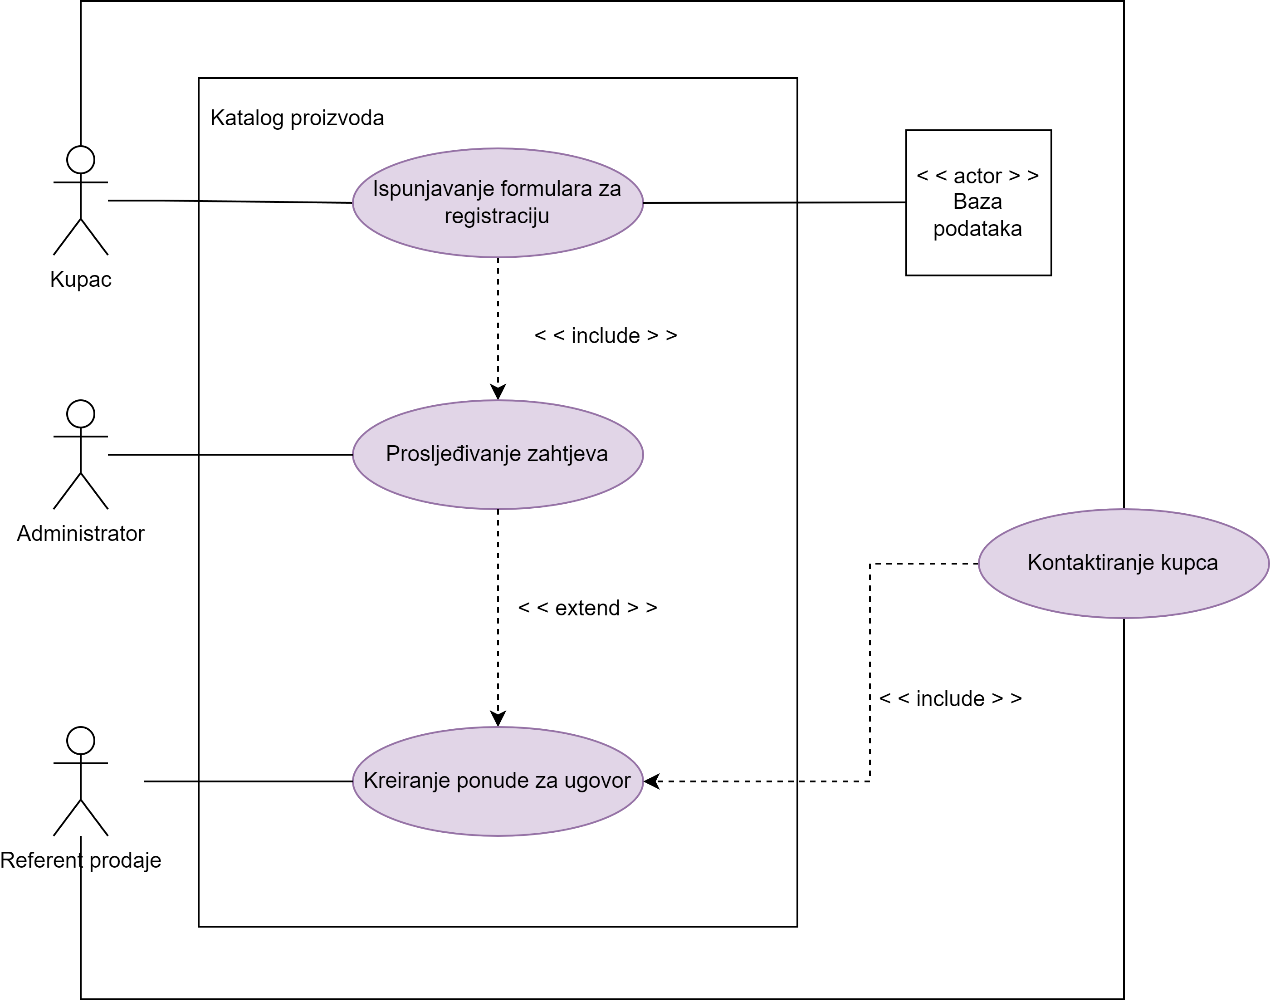 Katalog proizvoda
Ispunjavanje formulara za
registraciju
< < actor > >
Baza
podataka
Kupac
< < include > >
Prosljeđivanje zahtjeva
Administrator
Kontaktiranje kupca
< < extend > >
< < include > >
Kreiranje ponude za ugovor
Referent prodaje